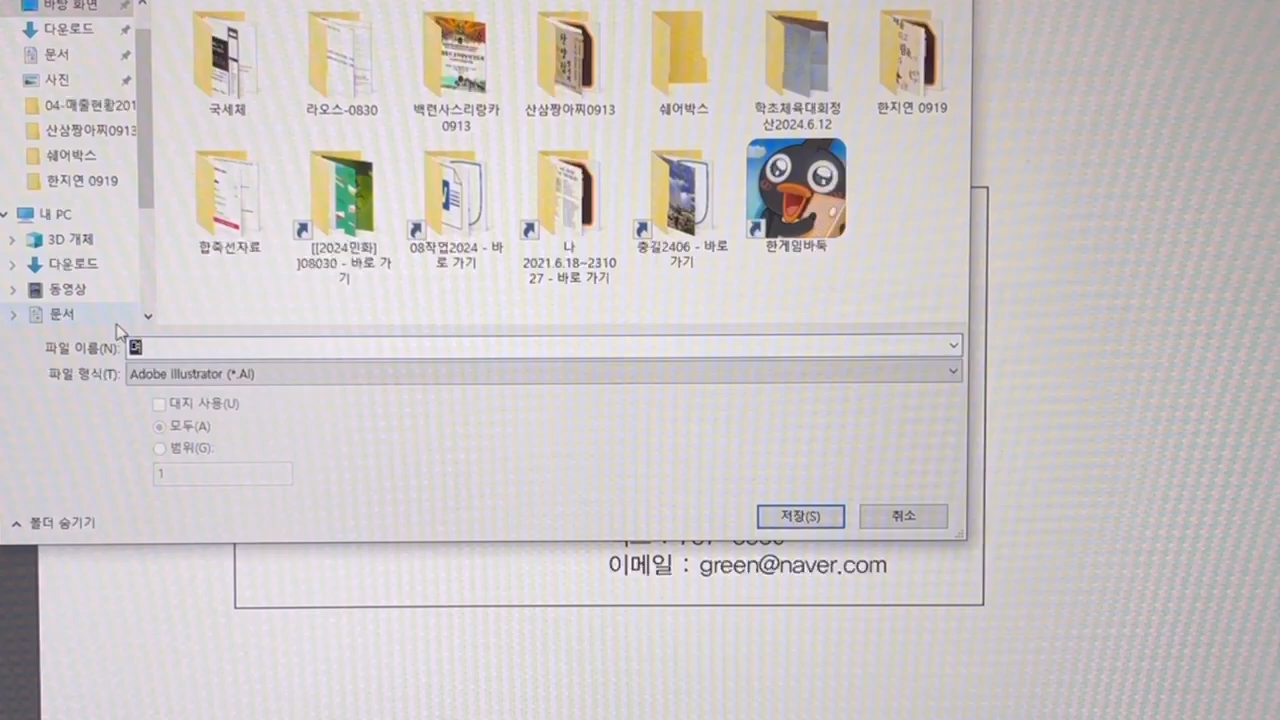 바탕 화면
다운로드
문서
사진
04-매출현황201
산삼짱아찌0913
쉐어박스
한지연 0919
내 PC
3D 개체
다운로드
동영상
문서
국세체
라오스-0830
백련사스리랑카
0913
산삼짱아찌0913
쉐어박스
학조체육대회정
산2024.6.12
한지연 0919
합죽선자료
[[2024민화]
]08030 - 바로 가
기
08작업2024 - 바
로 가기
나
2021.6.18~2310
27 - 바로 가기
중길2406 - 바로
가기
한게임바둑
파일 이름(N):
파일 형식(T): Adobe Illustrator (*.AI)
대지 사용(U)
모두(A)
범위(G):
1
폴더 숨기기
저장(S)
취소
이메일 : green@naver.com